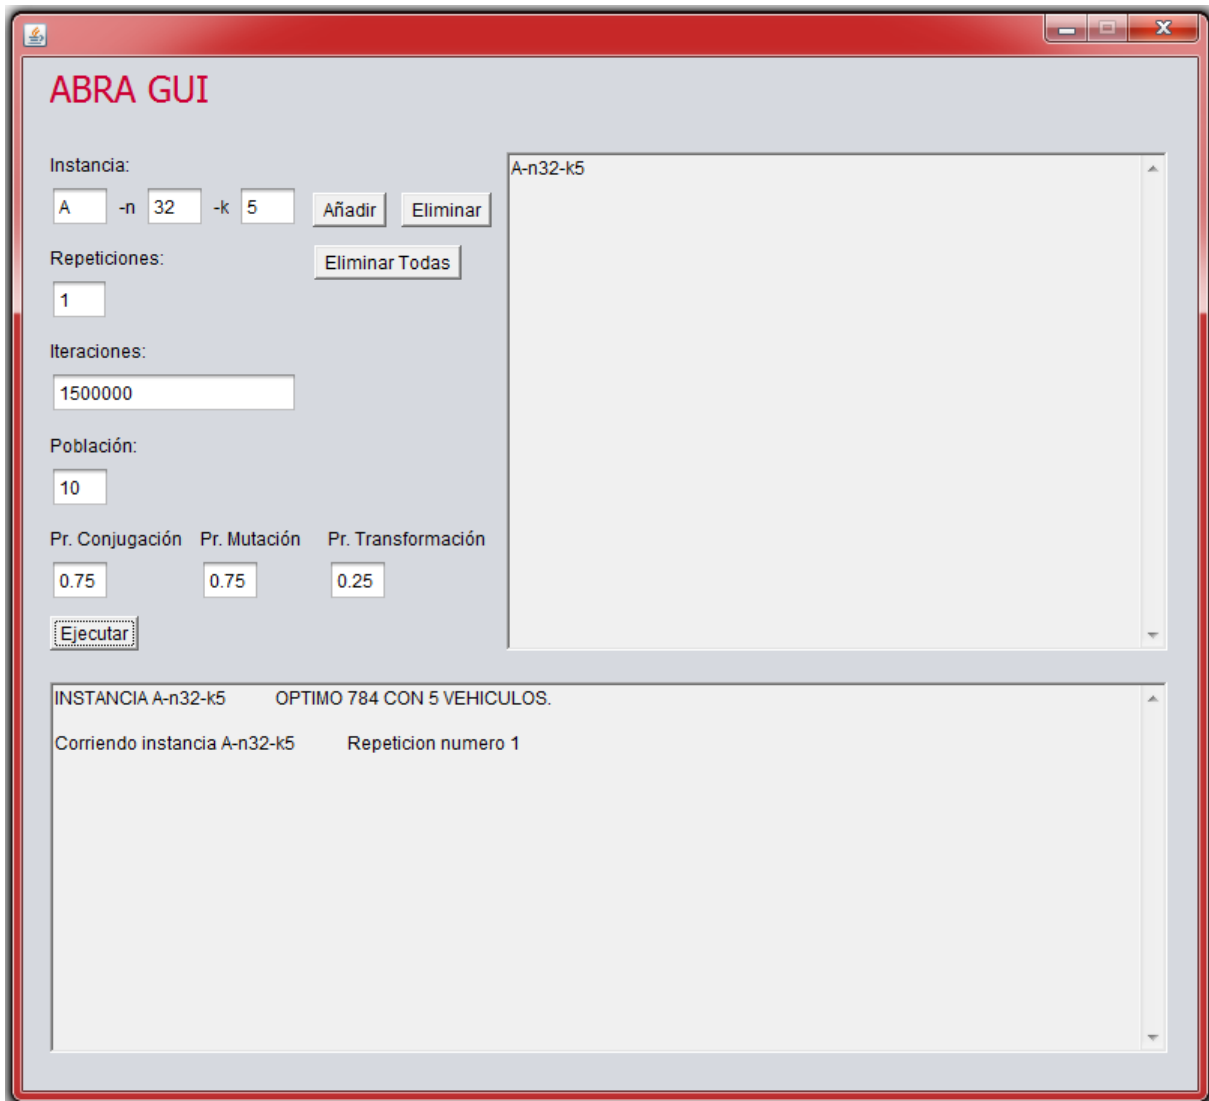 ABRA GUI
Instancia:
A -n 32 -k 5 Añadir Eliminar
Repeticiones: Eliminar Todas
1
Iteraciones:
1500000
Población:
10
Pr. Conjugación Pr. Mutación Pr. Transformación
0.75 0.75 0.25
Ejecutar
A-n32-k5
INSTANCIA A-n32-k5 OPTIMO 784 CON 5 VEHICULOS.
Corriendo instancia A-n32-k5 Repeticion numero 1